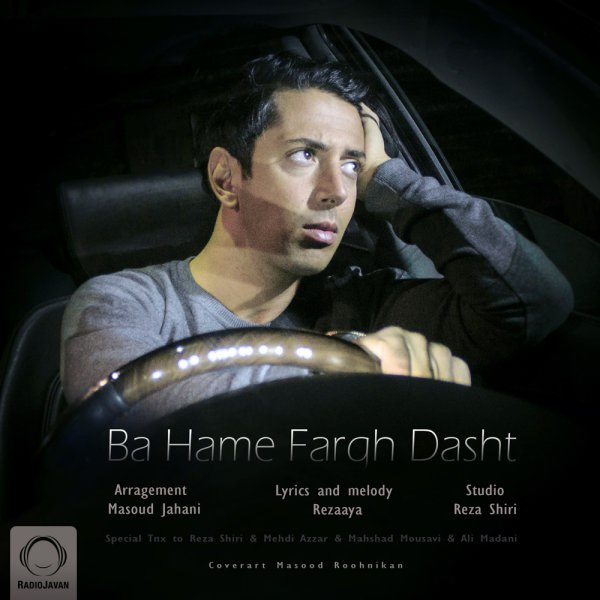 Ba Hame Fargh Dasht
Arragement
Masoud Jahani
Lyrics and melody
Rezaaya
Studio
Reza Shiri
Special Tnx to Reza Shiri & Mehdi Azzar & Mahshad Mousavi & Ali Madani
Coverart Masood Roohnikan
RADIOJAVAN